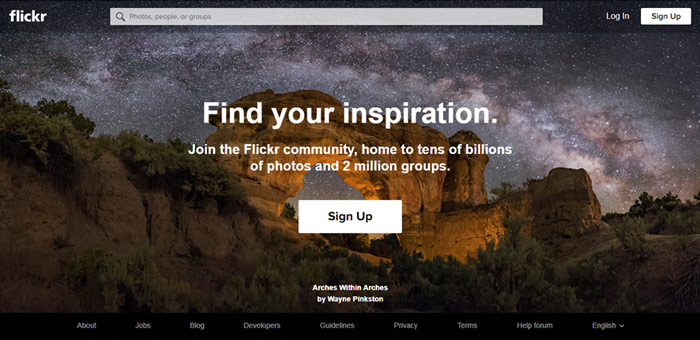 flickr
Photos, people, or groups
Log In
Sign Up
Find your inspiration.
Join the Flickr community, home to tens of billions
of photos and 2 million groups.
Sign Up
Arches Within Arches
by Wayne Pinkston
About
Jobs
Blog
Developers
Guidelines
Privacy
Terms
Help forum
English